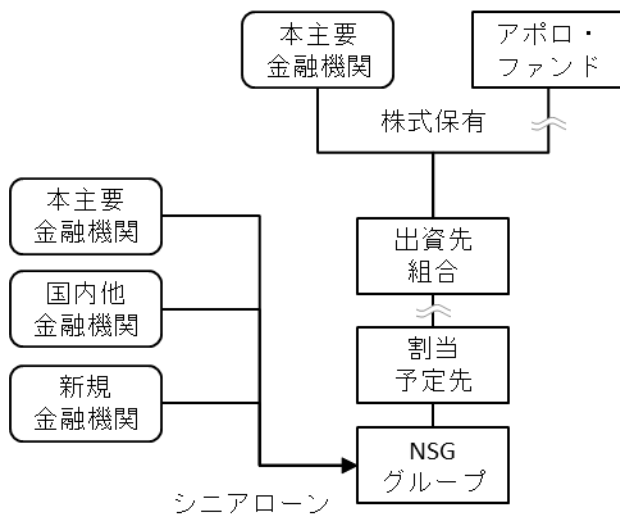 本主要
金融機関
アポロ・
ファンド
株式保有
本主要
金融機関
出資先
組合
国内他
金融機関
割当
予定先
新規
金融機関
NSG
グループ
シニアローン